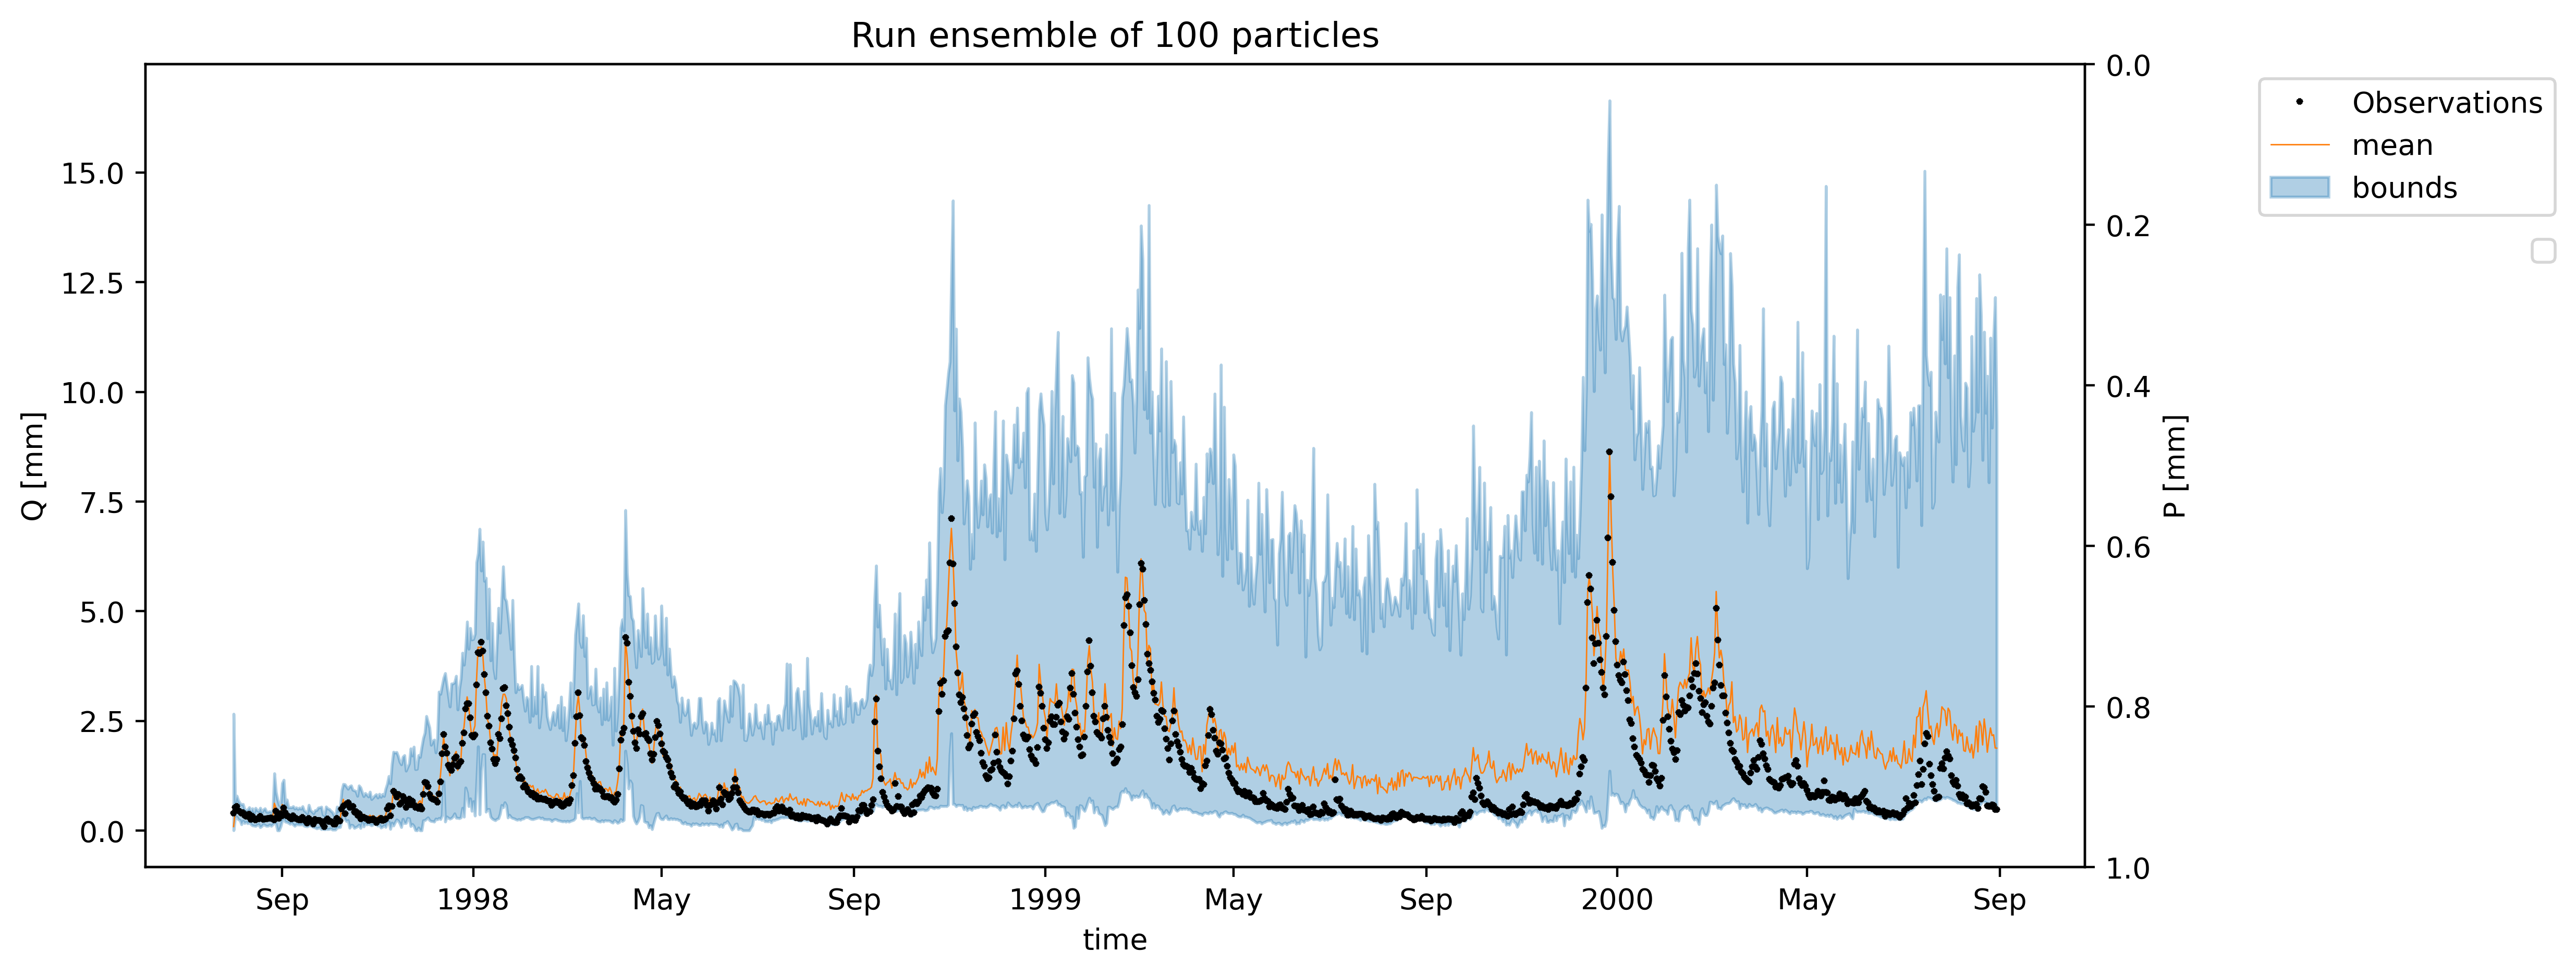 Run ensemble of 100 particles
Q [mm]
15.0
12.5
10.0
7.5
5.0
2.5
0.0
0.0
0.2
0.4
0.6
0.8
1.0
P [mm]
Observations
mean
bounds
Sep 1998 May Sep 1999 May Sep 2000 May Sep
time